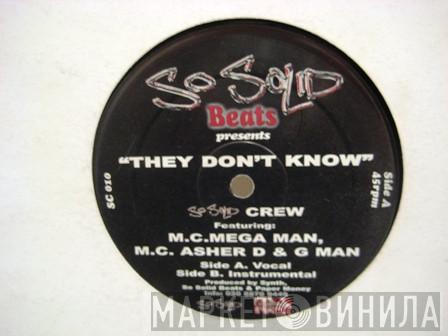 So Solid
Beats
presents
"THEY DON'T KNOW"
So Solid CREW
Featuring:
M.C.MEGA MAN,
M.C. ASHER D & G MAN
Side A. Vocal
Side B. Instrumental
Produced by Synth,
So Solid Beats & Paper Money
SC 010
Side A
45rpm
МАРКЕТ ВИНИЛА